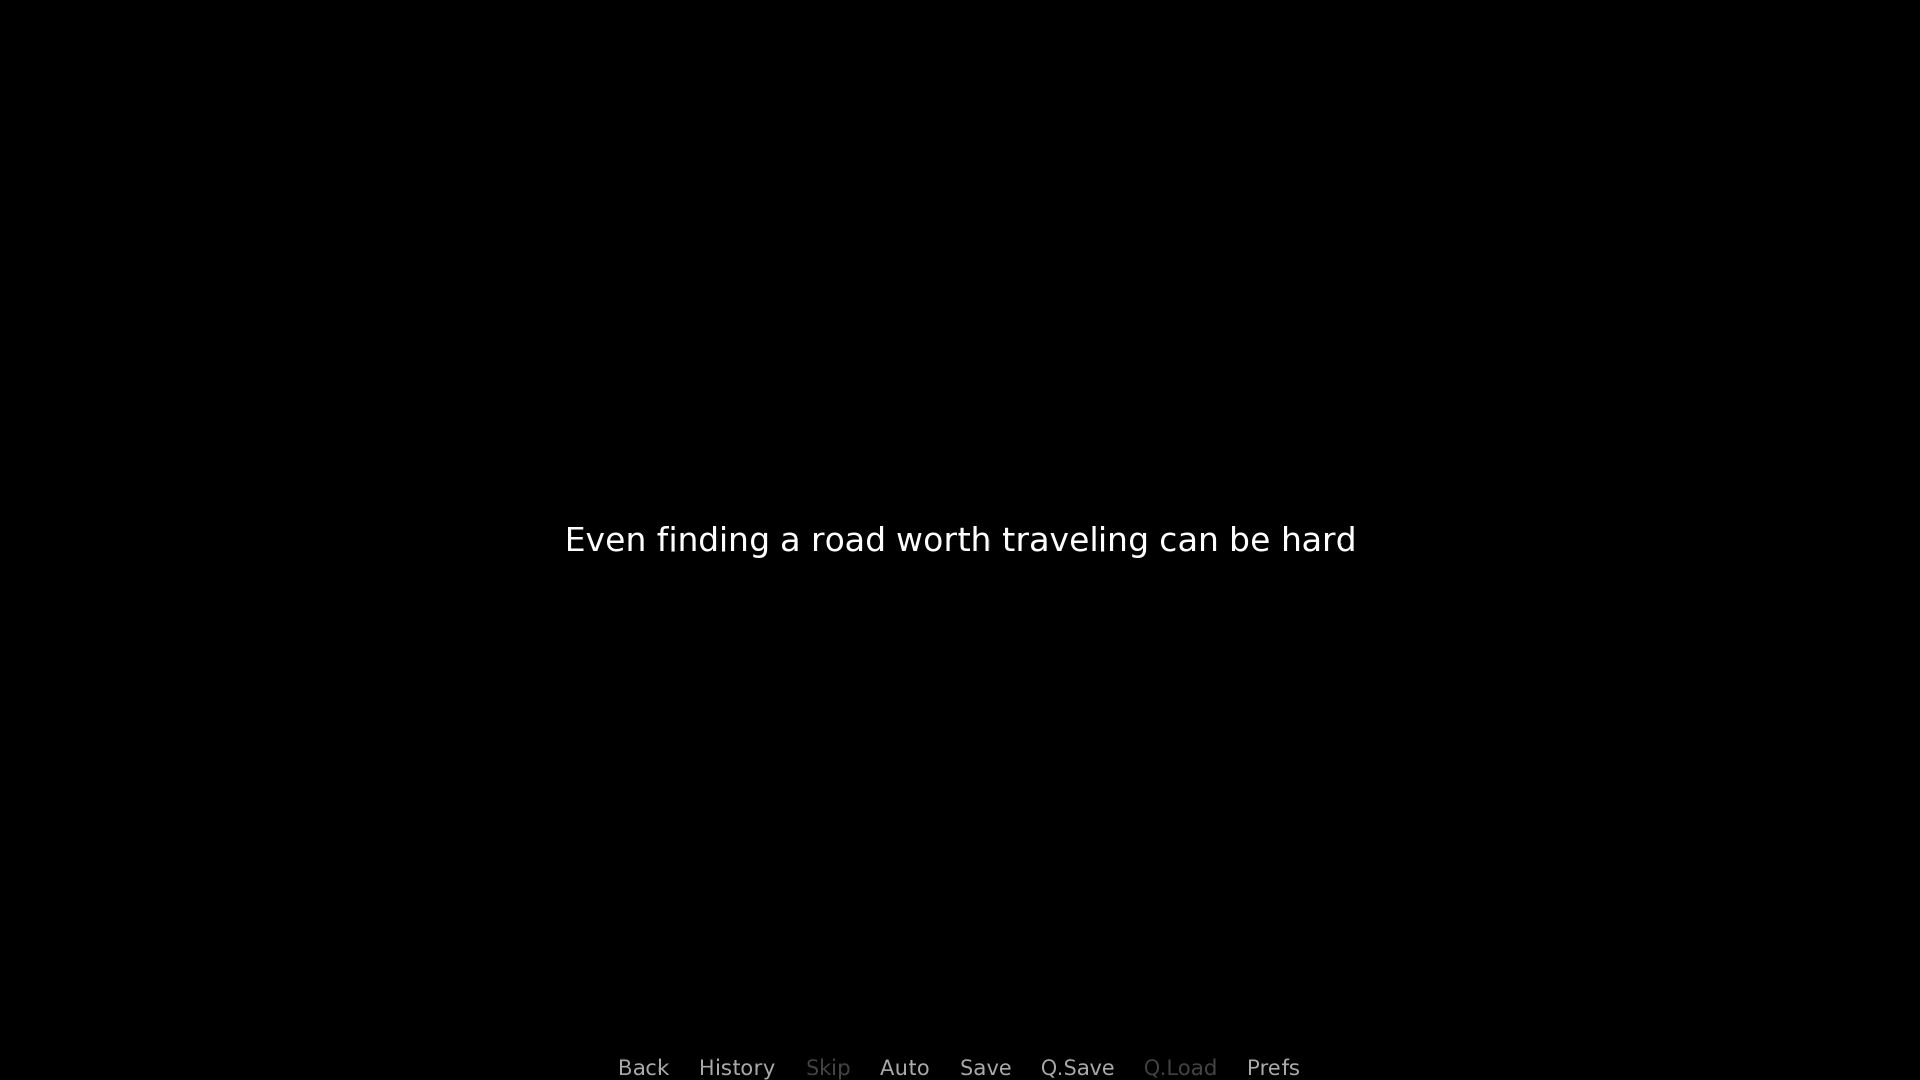 Even finding a road worth traveling can be hard
Back History Skip Auto Save Q.Save Q.Load Prefs